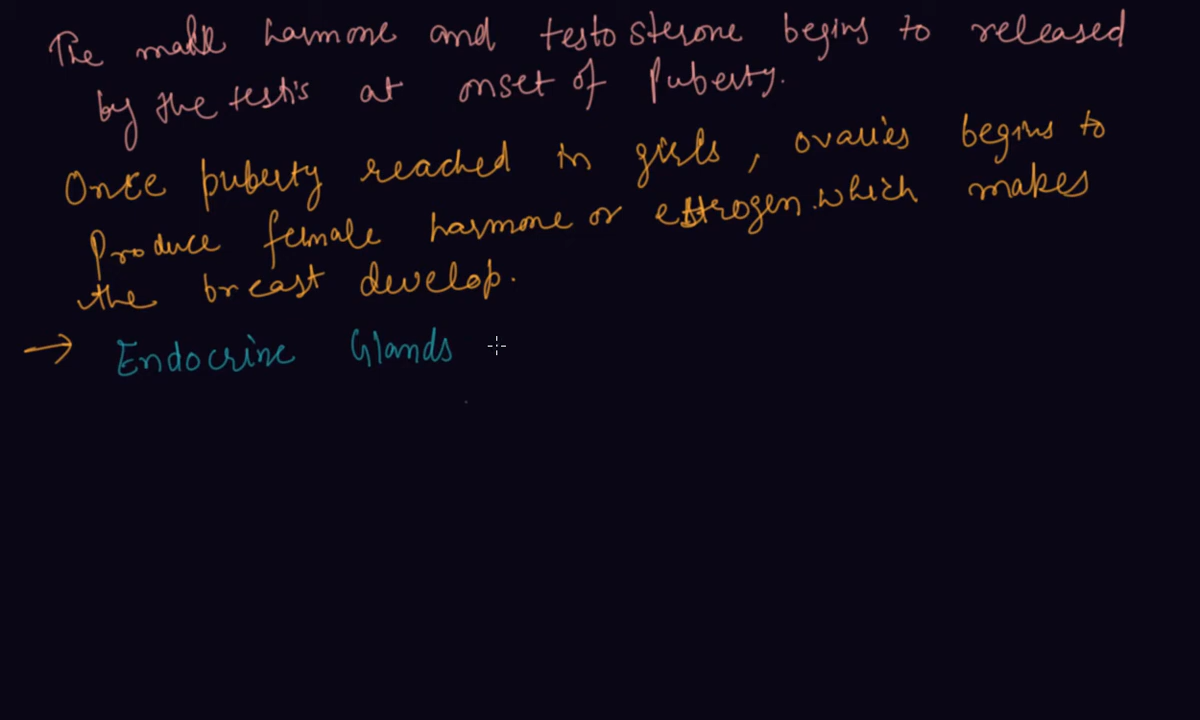 The male harmone and testosterone begins to released
by the testis at onset of Puberty.
Once puberty reached in girls, ovaries begins to
Produce female harmone or estrogen. which makes
the breast develop.
→ Endocrine Glands